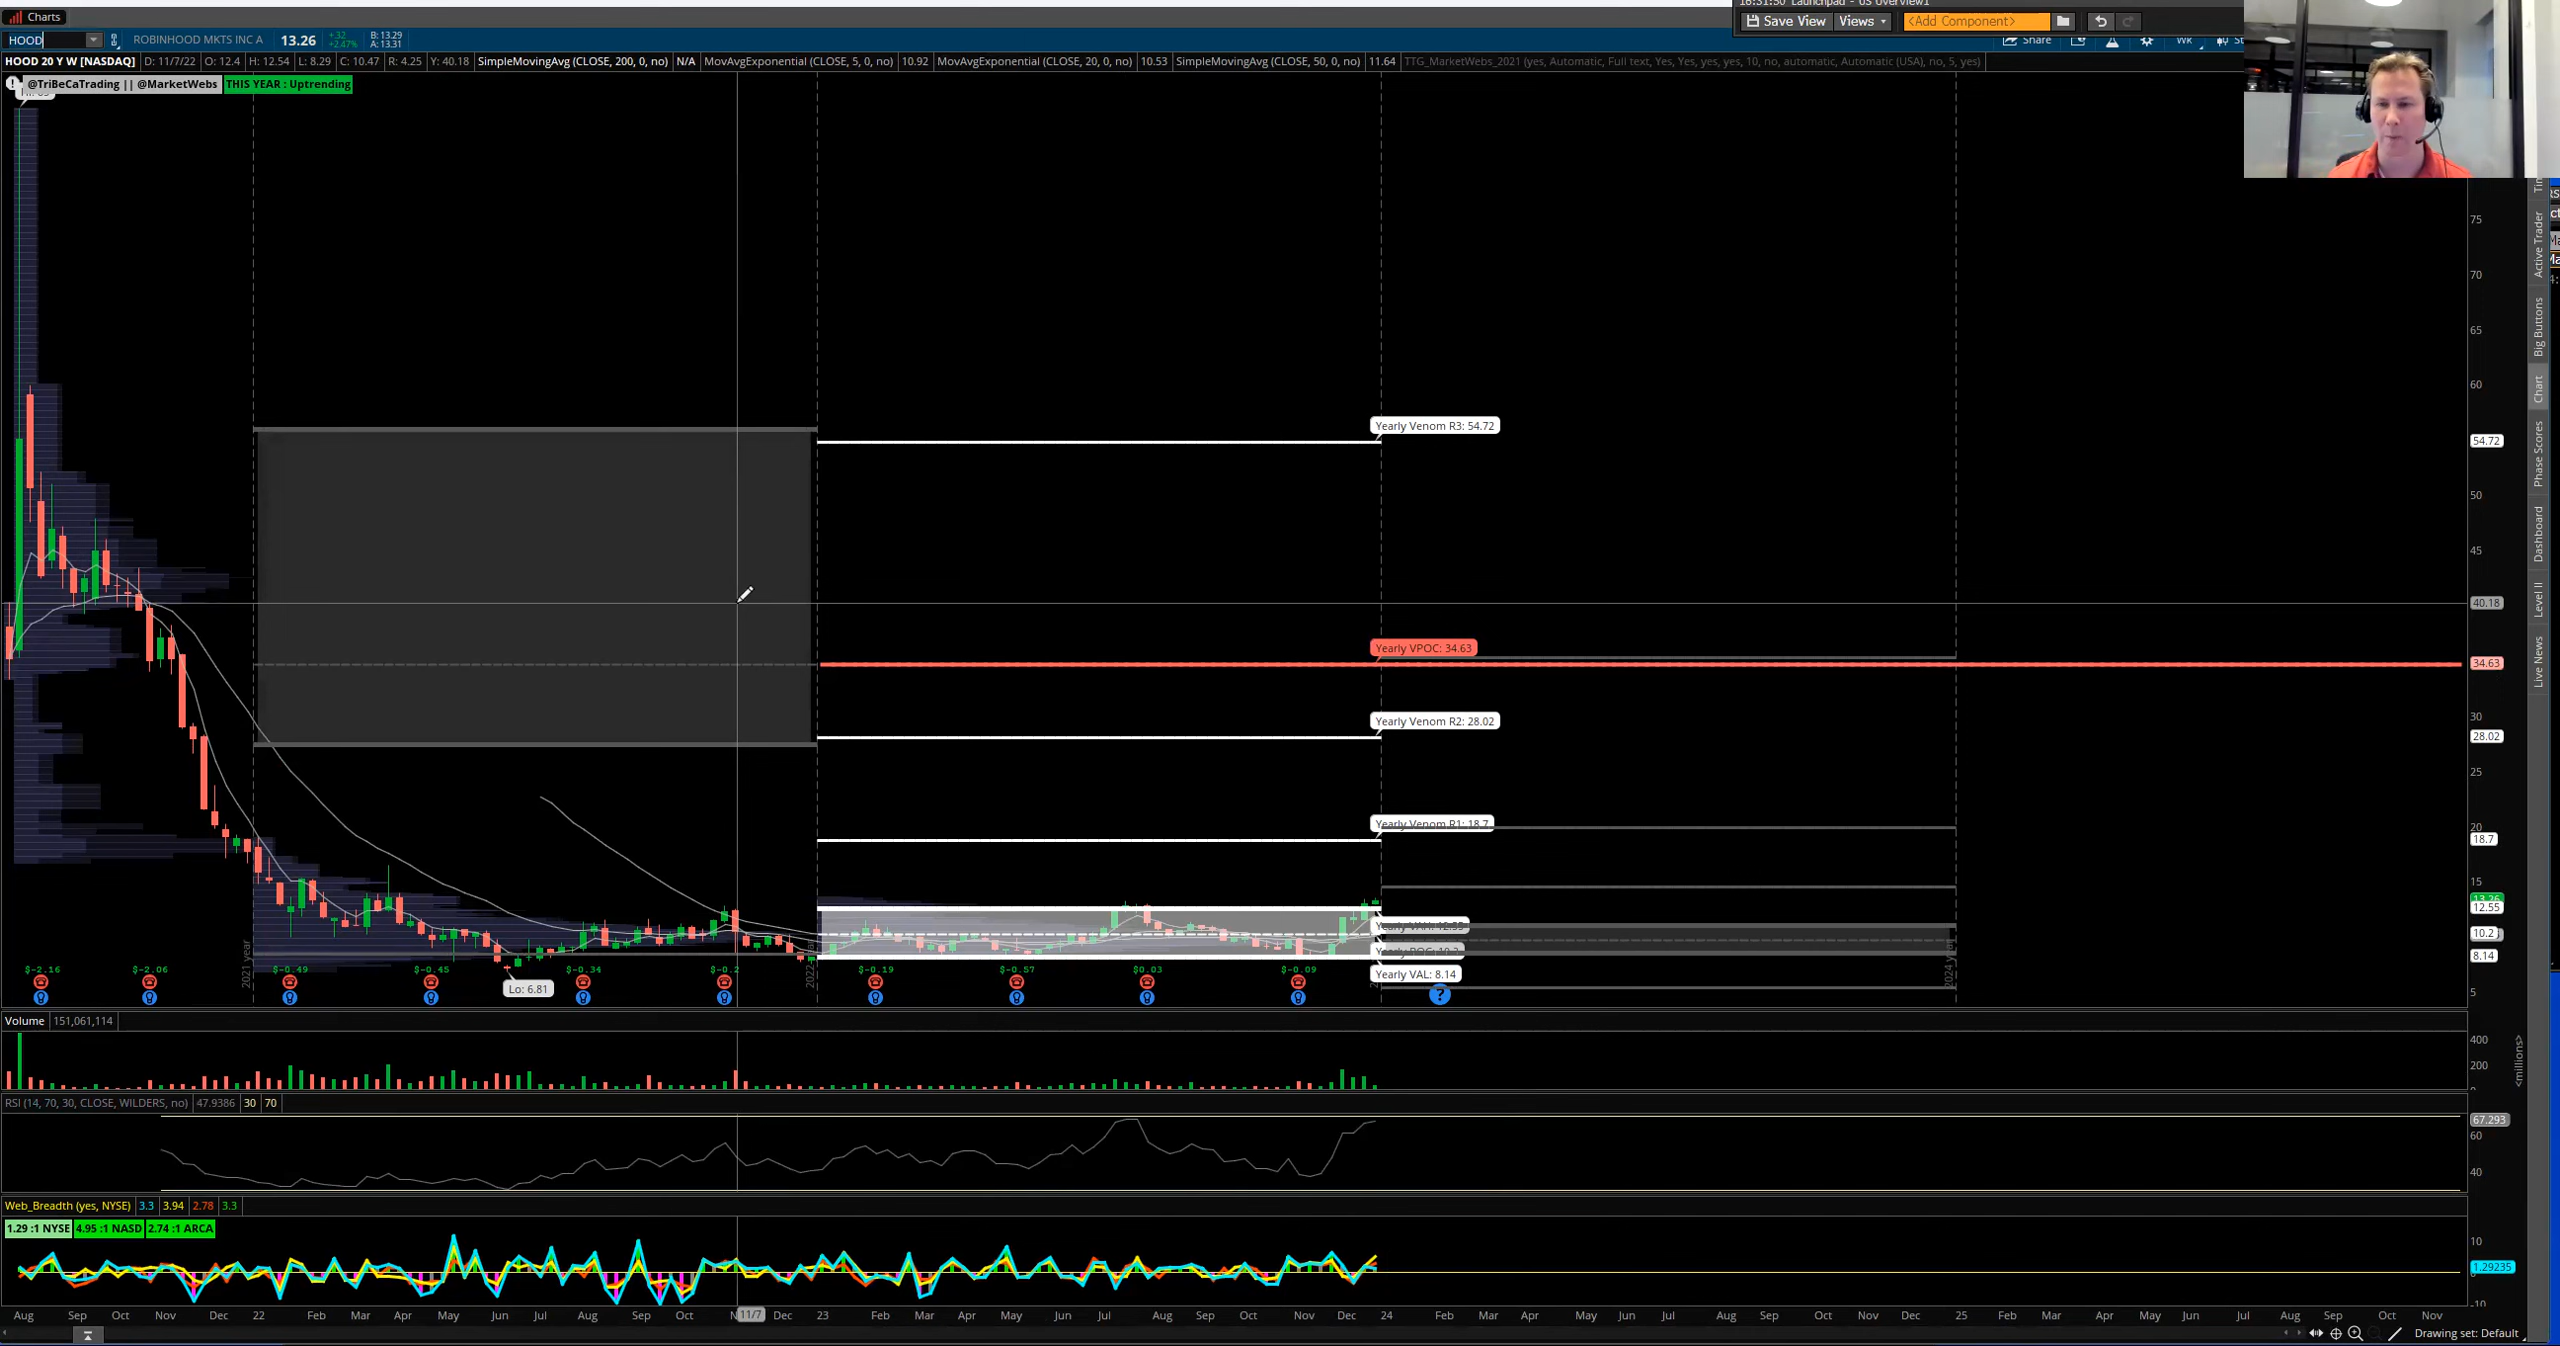 16:31:50 Launchpad - US Overview1
Charts
Save View Views <Add Component>
HOOD ROBINHOOD MKTS INC A 13.26 +.32 +2.47% B: 13.29 A: 13.31
Share Wk
HOOD 20 Y W [NASDAQ] D: 11/7/22 O: 12.4 H: 12.54 L: 8.29 C: 10.47 R: 4.25 Y: 40.18 SimpleMovingAvg (CLOSE, 200, 0, no) N/A MovAvgExponential (CLOSE, 5, 0, no) 10.92 MovAvgExponential (CLOSE, 20, 0, no) 10.53 SimpleMovingAvg (CLOSE, 50, 0, no) 11.64 TTG_MarketWebs_2021 (yes, Automatic, Full text, Yes, Yes, yes, yes, 10, no, automatic, Automatic (USA), no, 5, yes)
@TriBeCaTrading || @MarketWebs THIS YEAR : Uptrending
75
70
65
60
Yearly Venom R3: 54.72
54.72
50
45
40.18
Yearly VPOC: 34.63
34.63
30
Yearly Venom R2: 28.02
28.02
25
Yearly Venom R1: 18.7
20
18.7
15
13.26
12.55
Yearly VAH: 12.55
10.2
Yearly POC: 10.2
8.14
Yearly VAL: 8.14
5
2021 year
2022 year
2024 year
$-2.16 $-2.06 $-0.49 $-0.45 $-0.34 $-0.2 $-0.19 $-0.57 $0.03 $-0.09
Lo: 6.81
?
Active Trader
Big Buttons
Chart
Phase Scores
Dashboard
Level II
Live News
Volume 151,061,114
400
200
<millions>
RSI (14, 70, 30, CLOSE, WILDERS, no) 47.9386 30 70
67.293
60
40
Web_Breadth (yes, NYSE) 3.3 3.94 2.78 3.3
1.29 :1 NYSE 4.95 :1 NASD 2.74 :1 ARCA
10
1.29235
-10
Aug Sep Oct Nov Dec 22 Feb Mar Apr May Jun Jul Aug Sep Oct 11/7 Dec 23 Feb Mar Apr May Jun Jul Aug Sep Oct Nov Dec 24 Feb Mar Apr May Jun Jul Aug Sep Oct Nov Dec 25 Feb Mar Apr May Jun Jul Aug Sep Oct Nov
Drawing set: Default